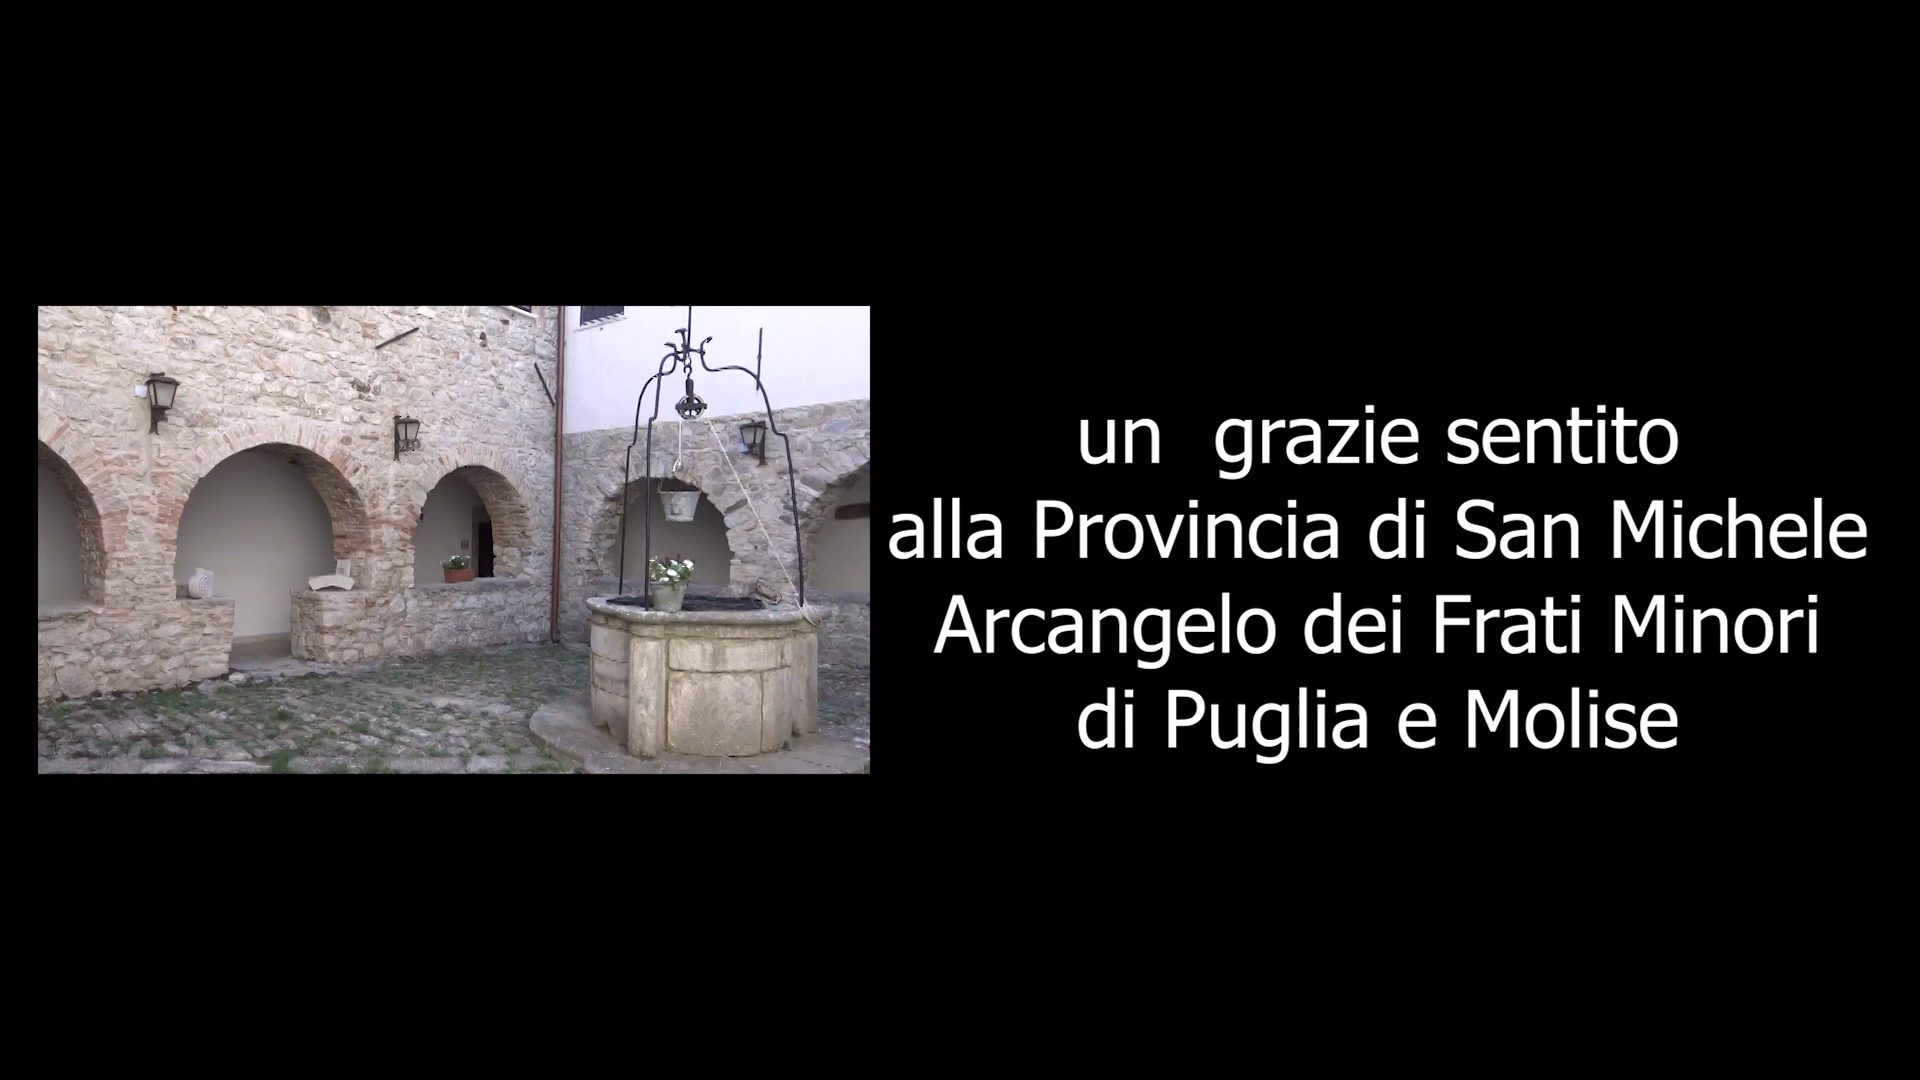 un  grazie sentito
alla Provincia di San Michele
Arcangelo dei Frati Minori
di Puglia e Molise